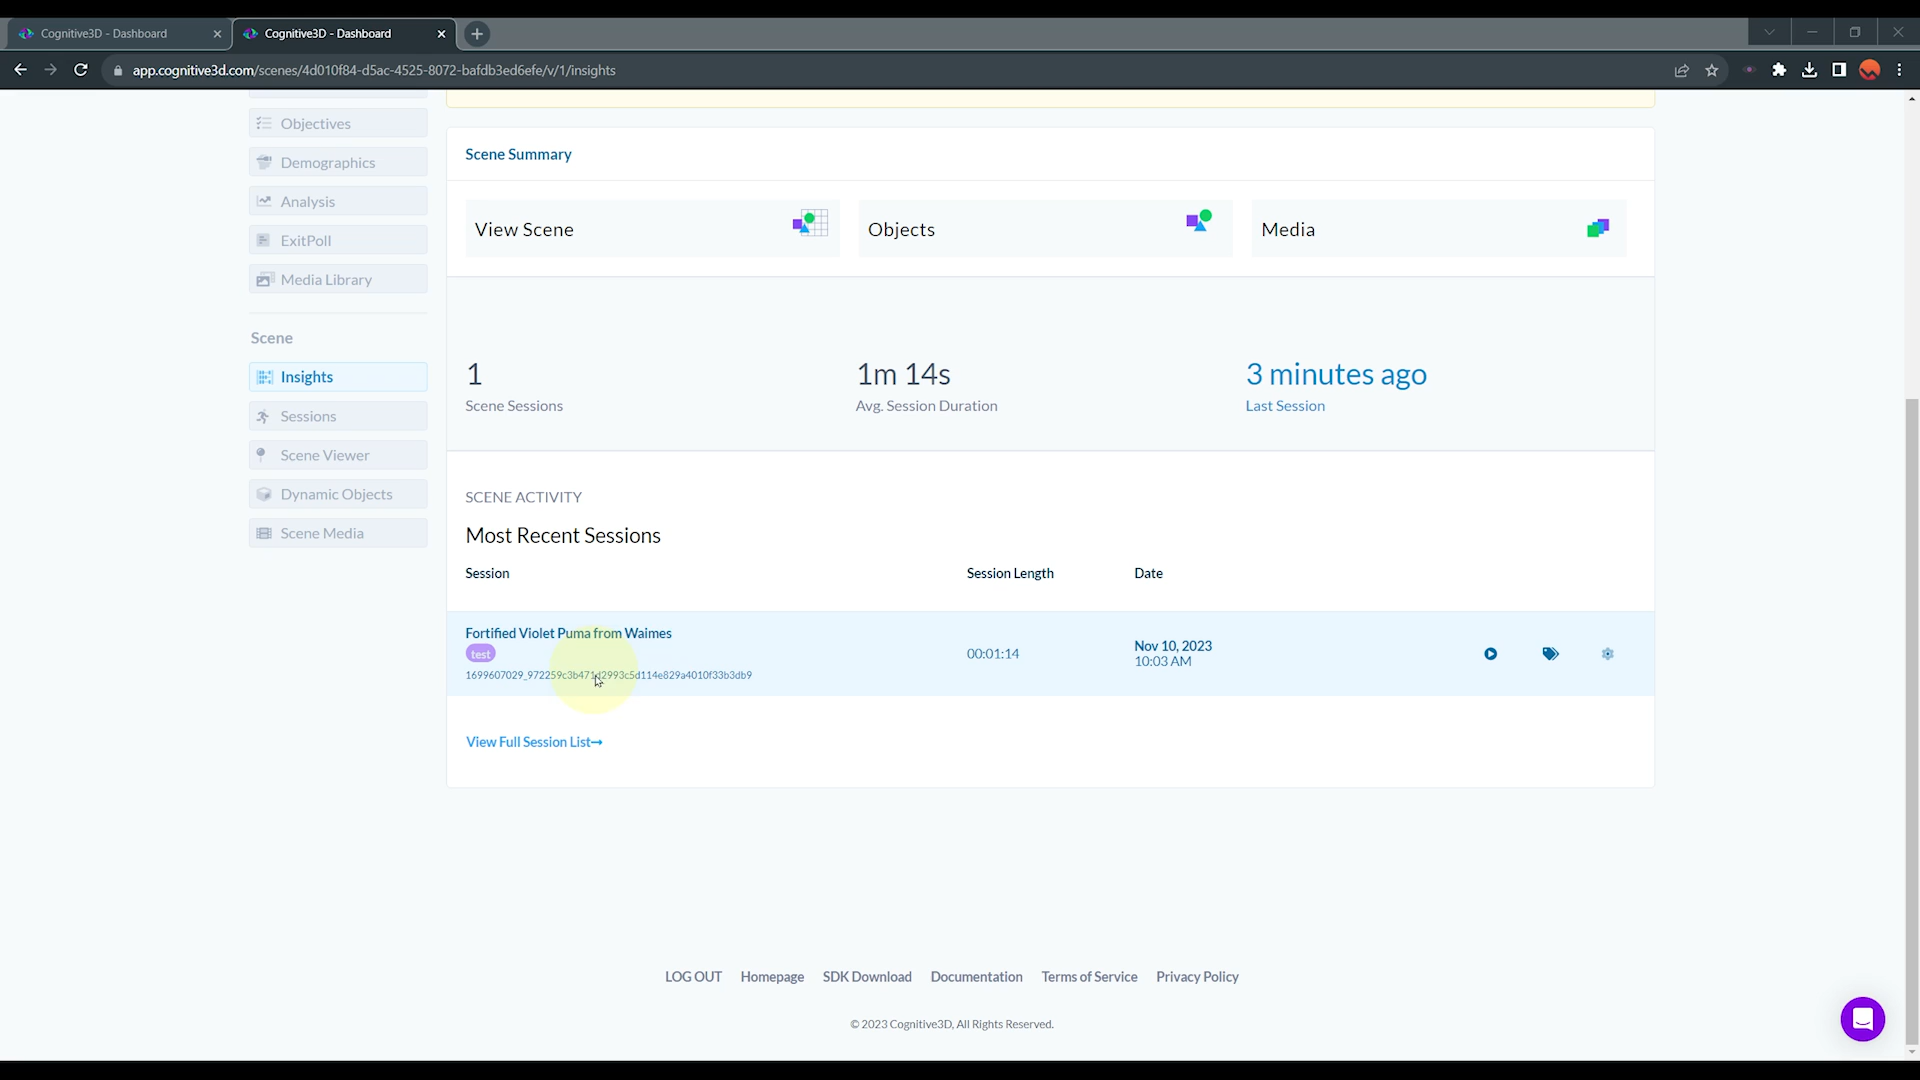 Cognitive3D - Dashboard
Cognitive3D - Dashboard
app.cognitive3d.com/scenes/4d010f84-d5ac-4525-8072-bafdb3ed6efe/v/1/insights
Objectives
Demographics
Analysis
ExitPoll
Media Library
Scene
Insights
Sessions
Scene Viewer
Dynamic Objects
Scene Media
Scene Summary
View Scene
Objects
Media
1
Scene Sessions
1m 14s
Avg. Session Duration
3 minutes ago
Last Session
SCENE ACTIVITY
Most Recent Sessions
Session Session Length Date
Fortified Violet Puma from Waimes
test
1699607029_972259c3b471d2993c5d114e829a4010f33b3db9
00:01:14
Nov 10, 2023
10:03 AM
View Full Session List→
LOG OUT Homepage SDK Download Documentation Terms of Service Privacy Policy
© 2023 Cognitive3D, All Rights Reserved.